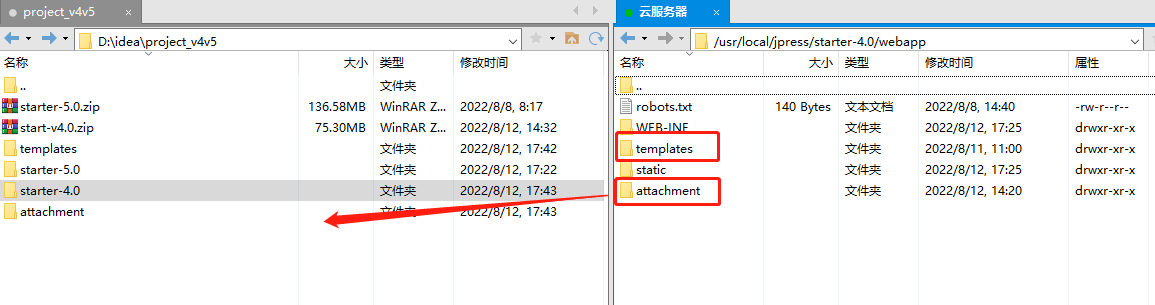 project_v4v5
D:\idea\project_v4v5
名称 大小 类型 修改时间
.. 文件夹
starter-5.0.zip 136.58MB WinRAR Z... 2022/8/8, 8:17
start-v4.0.zip 75.30MB WinRAR Z... 2022/8/12, 14:32
templates 文件夹 2022/8/12, 17:42
starter-5.0 文件夹 2022/8/12, 17:22
starter-4.0 文件夹 2022/8/12, 17:43
attachment 文件夹 2022/8/12, 17:43
云服务器
/usr/local/jpress/starter-4.0/webapp
名称 大小 类型 修改时间 属性
..
robots.txt 140 Bytes 文本文档 2022/8/8, 14:40 -rw-r--r--
WEB-INF 文件夹 2022/8/12, 17:25 drwxr-xr-x
templates 文件夹 2022/8/11, 11:00 drwxr-xr-x
static 文件夹 2022/8/12, 17:25 drwxr-xr-x
attachment 文件夹 2022/8/12, 14:20 drwxr-xr-x